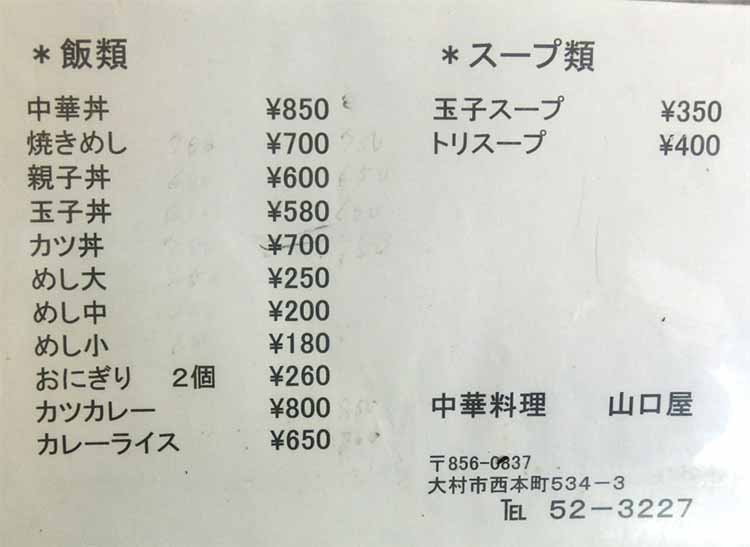 ＊飯類
中華丼 ¥850
焼きめし ¥700
親子丼 ¥600
玉子丼 ¥580
カツ丼 ¥700
めし大 ¥250
めし中 ¥200
めし小 ¥180
おにぎり ２個 ¥260
カツカレー ¥800
カレーライス ¥650
＊スープ類
玉子スープ ¥350
トリスープ ¥400
中華料理 山口屋
〒856-0837
大村市西本町５３４－３
℡ ５２－３２２７